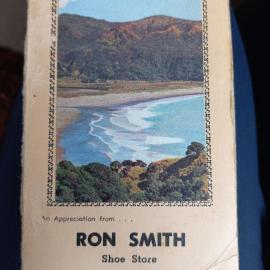 An Appreciation from . . .
RON SMITH
Shoe Store